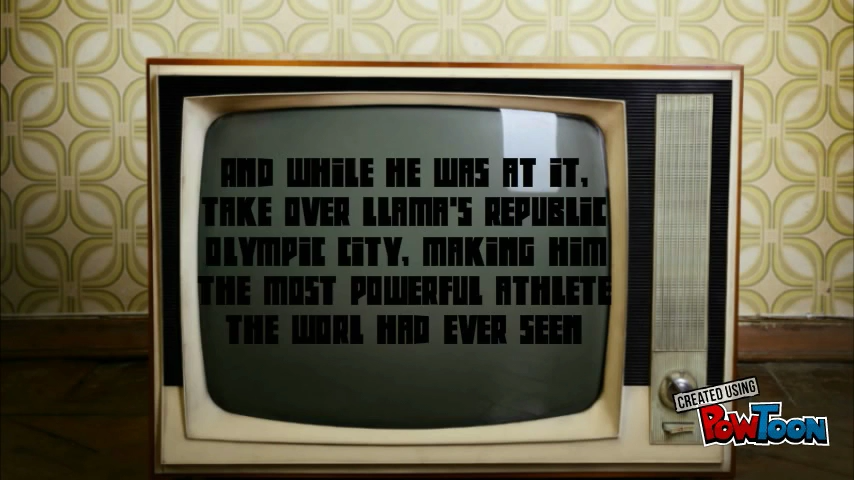 AND WHILE HE WAS AT IT,
TAKE OVER LLAMA'S REPUBLIC
OLYMPIC CITY, MAKING HIM
THE MOST POWERFUL ATHLETE
THE WORL HAD EVER SEEN
CREATED USING
POWTOON